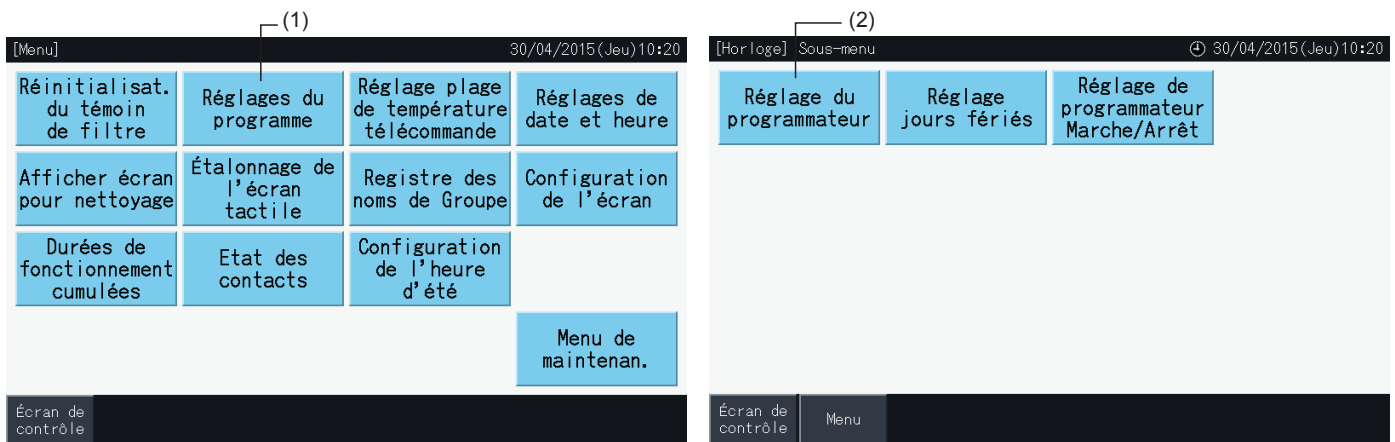 (1)
[Menu]
30/04/2015(Jeu)10:20
Réinitialisat.
du témoin
de filtre
Réglages du
programme
Réglage plage
de température
télécommande
Réglages de
date et heure
Afficher écran
pour nettoyage
Étalonnage de
l'écran
tactile
Registre des
noms de Groupe
Configuration
de l'écran
Durées de
fonctionnement
cumulées
Etat des
contacts
Configuration
de l'heure
d'été
Menu de
maintenan.
Écran de
contrôle
(2)
[Horloge] Sous-menu
30/04/2015(Jeu)10:20
Réglage du
programmateur
Réglage
jours fériés
Réglage de
programmateur
Marche/Arrêt
Écran de
contrôle
Menu